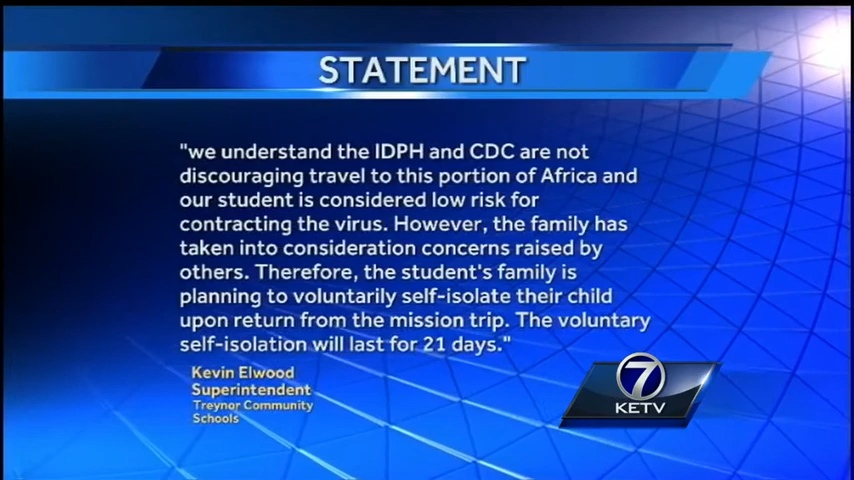 STATEMENT
"we understand the IDPH and CDC are not
discouraging travel to this portion of Africa and
our student is considered low risk for
contracting the virus. However, the family has
taken into consideration concerns raised by
others. Therefore, the student's family is
planning to voluntarily self-isolate their child
upon return from the mission trip. The voluntary
self-isolation will last for 21 days."
Kevin Elwood
Superintendent
Treynor Community
Schools
7
KETV